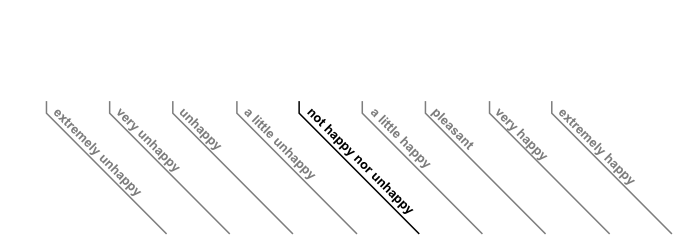 extremely unhappy
very unhappy
unhappy
a little unhappy
not happy nor unhappy
a little happy
pleasant
very happy
extremely happy